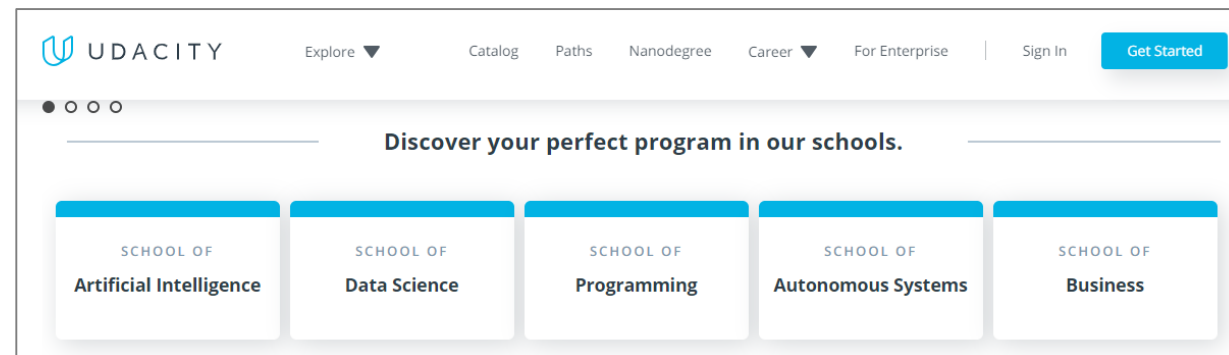 UDACITY Explore Catalog Paths Nanodegree Career For Enterprise Sign In Get Started
Discover your perfect program in our schools.
SCHOOL OF
Artificial Intelligence
SCHOOL OF
Data Science
SCHOOL OF
Programming
SCHOOL OF
Autonomous Systems
SCHOOL OF
Business